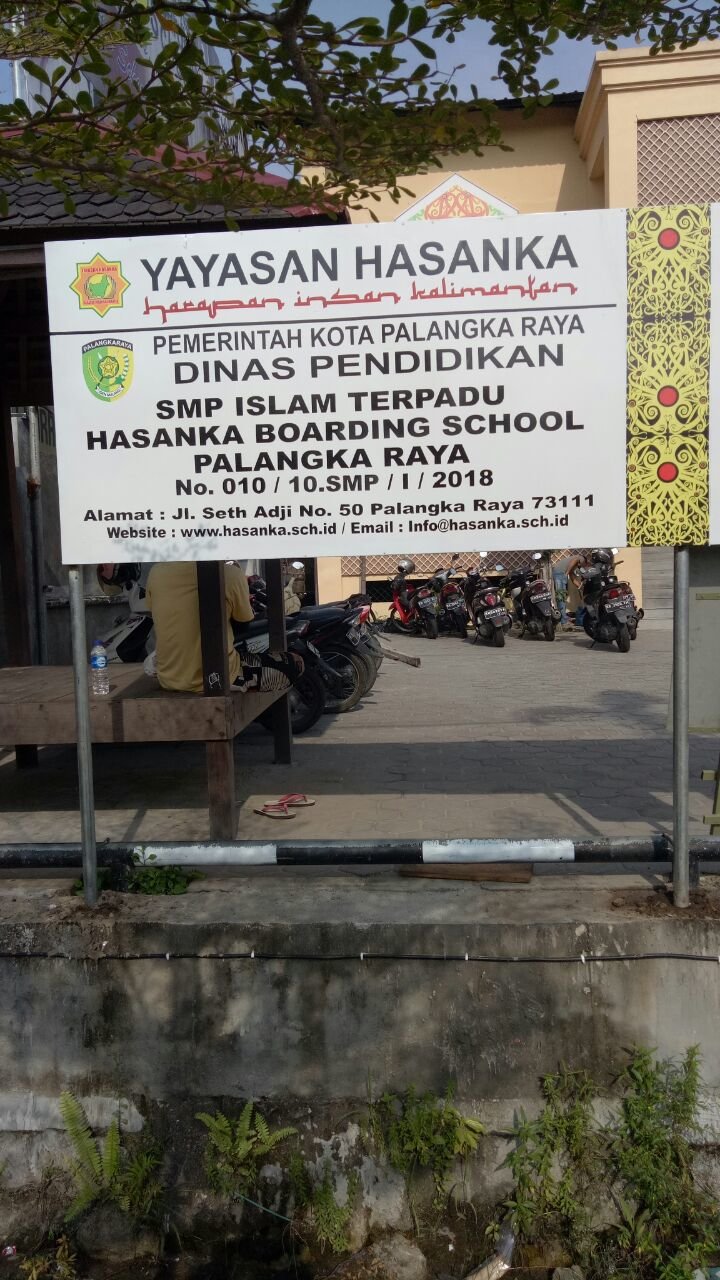 YAYASAN HASANKA
harapan insan kalimantan
PEMERINTAH KOTA PALANGKA RAYA
PALANGKARAYA
DINAS PENDIDIKAN
SMP ISLAM TERPADU
HASANKA BOARDING SCHOOL
PALANGKA RAYA
No. 010 / 10.SMP / I / 2018
Alamat : Jl. Seth Adji No. 50 Palangka Raya 73111
Website : www.hasanka.sch.id / Email : Info@hasanka.sch.id